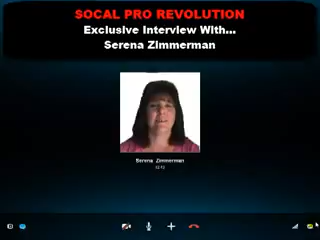 SOCAL PRO REVOLUTION
Exclusive Interview With...
Serena Zimmerman
Serena Zimmerman